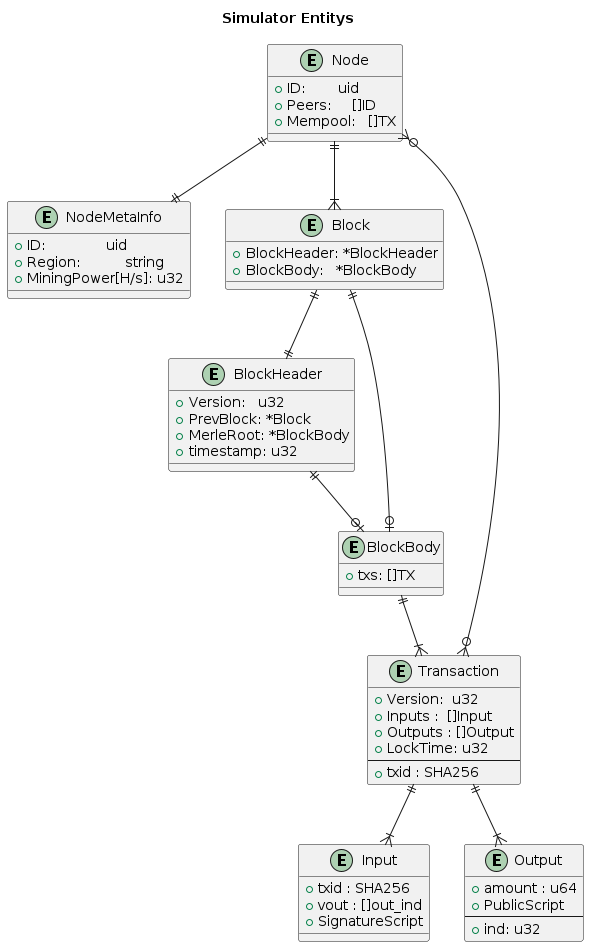 Simulator Entitys
E Node
ID: uid
Peers: []ID
Mempool: []TX
E NodeMetaInfo
ID: uid
Region: string
MiningPower[H/s]: u32
E Block
BlockHeader: *BlockHeader
BlockBody: *BlockBody
E BlockHeader
Version: u32
PrevBlock: *Block
MerleRoot: *BlockBody
timestamp: u32
E BlockBody
txs: []TX
E Transaction
Version: u32
Inputs : []Input
Outputs : []Output
LockTime: u32
txid : SHA256
E Input
txid : SHA256
vout : []out_ind
SignatureScript
E Output
amount : u64
PublicScript
ind: u32